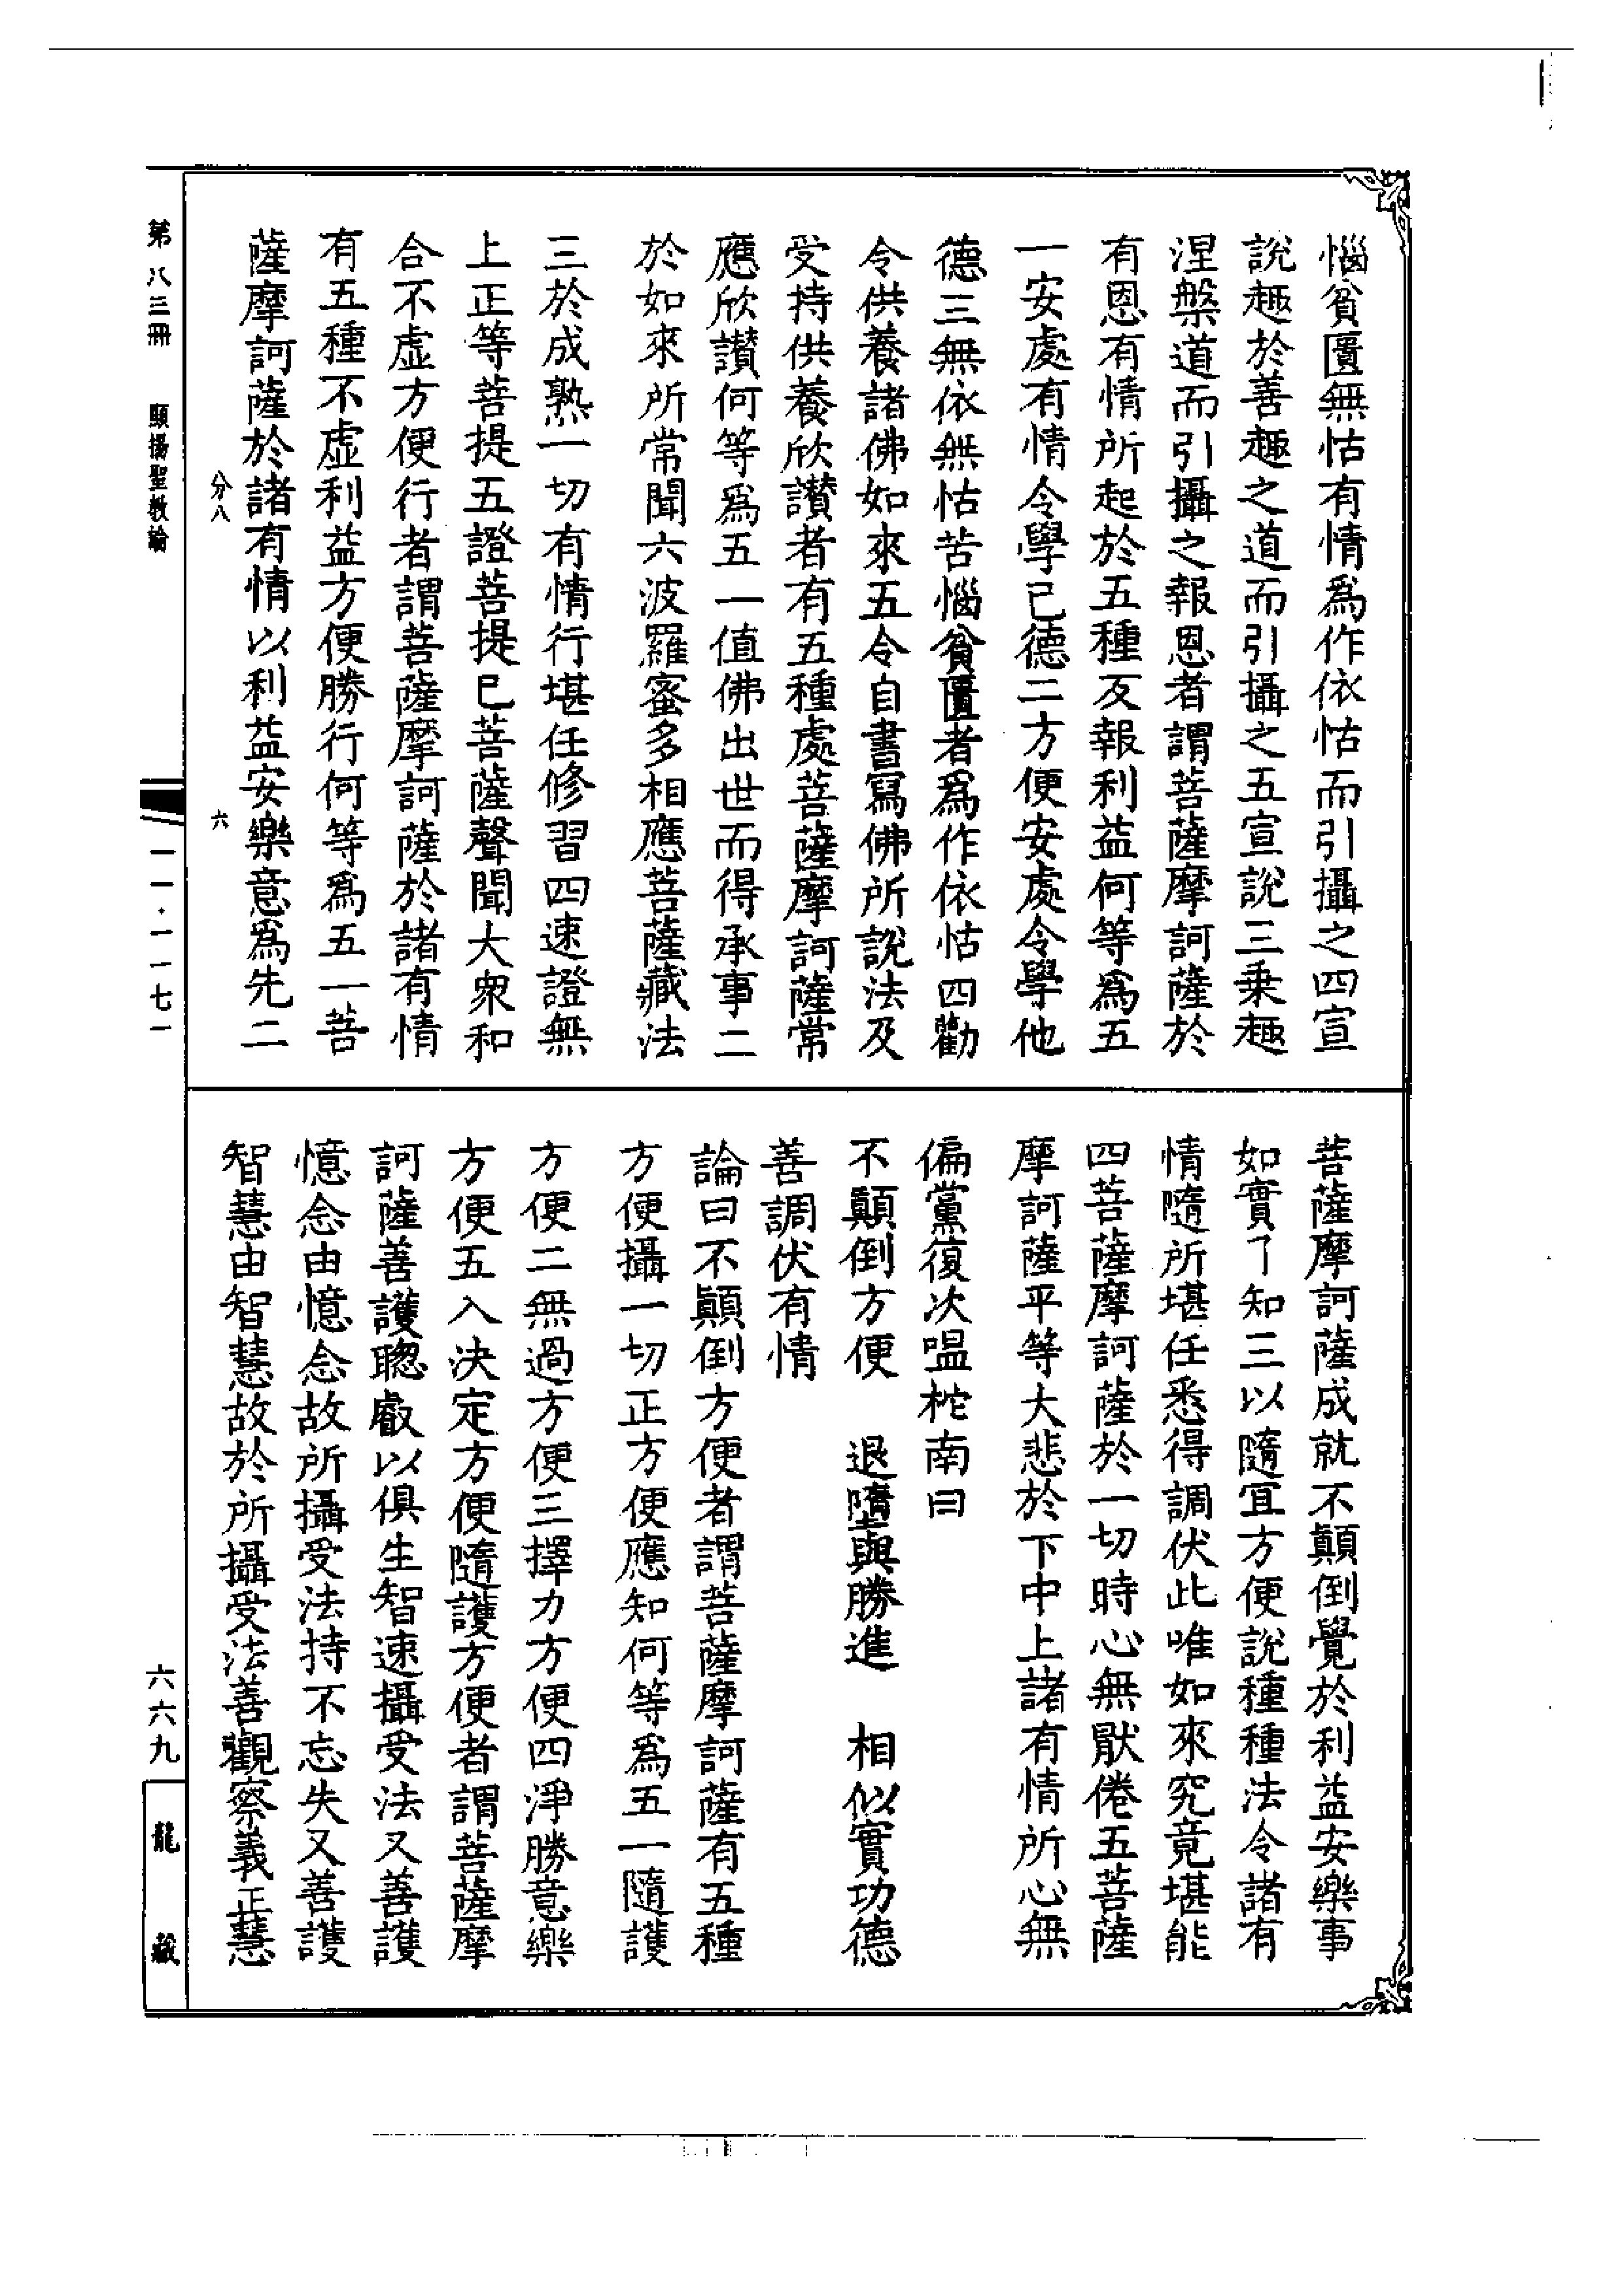 惱貧匱無怙有情爲作依怙而引攝之四宣
說趣於善趣之道而引攝之五宣說三乗趣
涅槃道而引攝之報恩者謂菩薩摩訶薩於
有恩有情所起於五種反報利益何等爲五
一安處有情令學已德二方便安處令學他
德三無依無怙苦惱貧匱者爲作依怙四勸
令供養諸佛如來五令自書寫佛所説法及
受持供養欣讃者有五種處菩薩摩訶薩常
應欣讃何等爲五一值佛出世而得承事二
於如來所常聞六波羅蜜多相應菩薩藏法
三於成熟一切有情行堪任修習四速證無
上正等菩提五證菩提已菩薩聲聞大衆和
合不虛方便行者謂菩薩摩訶薩於諸有情
有五種不虛利益方便勝行何等爲五一菩
薩摩訶薩於諸有情以利益安樂意爲先二
分八 六
菩薩摩訶薩成就不顛倒覺於利益安樂事
如實了知三以隨宜方便説種種法令諸有
情隨所堪任悉得調伏此唯如來究竟堪能
四菩薩摩訶薩於一切時心無猒倦五菩薩
摩訶薩平等大悲於下中上諸有情所心無
偏黨復次嗢柁南曰
不顛倒方便 退墮與勝進 相似實功德
善調伏有情
論曰不顛倒方便者謂菩薩摩訶薩有五種
方便攝一切正方便應知何等爲五一隨護
方便二無過方便三擇力方便四淨勝意樂
方便五入決定方便隨護方便者謂菩薩摩
訶薩善護聰叡以俱生智速攝受法又善護
憶念由憶念故所攝受法持不忘失又善護
智慧由智慧故於所攝受法善觀察義正慧
第八三冊 顯揚聖教論 一一·一一七一 六六九 龍藏